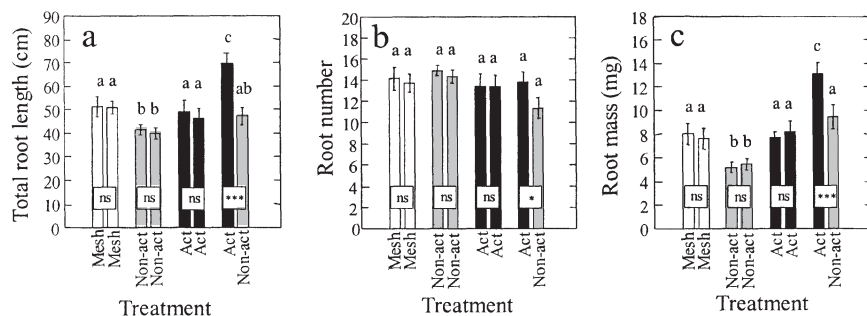 a
Total root length (cm)
90
80
70
60
50
40
30
20
10
0
a a
b b
a a
c
ab
ns
ns
ns
***
Mesh
Mesh
Non-act
Non-act
Act
Act
Act
Non-act
Treatment
b
Root number
20
18
16
14
12
10
8
6
4
2
0
a a
a a
a a
a
a
ns
ns
ns
*
Mesh
Mesh
Non-act
Non-act
Act
Act
Act
Non-act
Treatment
c
Root mass (mg)
16
14
12
10
8
6
4
2
0
a a
b b
a a
c
a
ns
ns
ns
***
Mesh
Mesh
Non-act
Non-act
Act
Act
Act
Non-act
Treatment